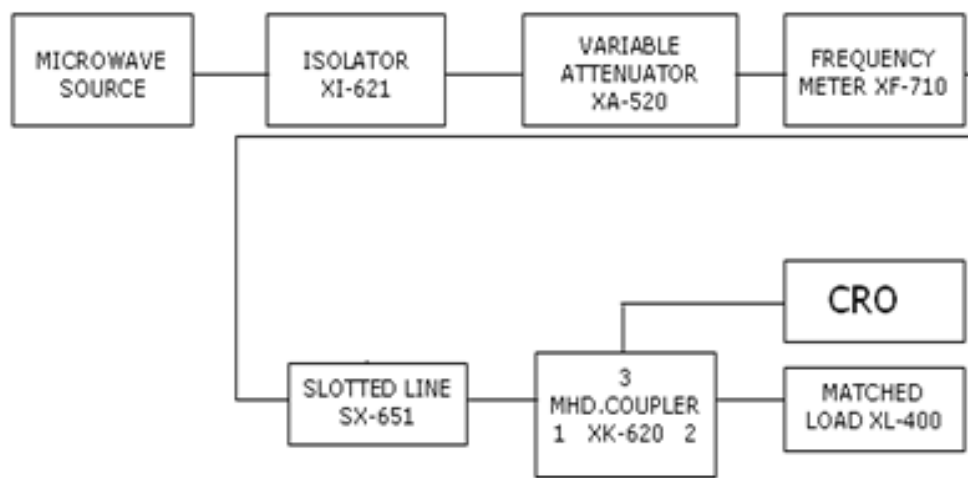 MICROWAVE
SOURCE
ISOLATOR
XI-621
VARIABLE
ATTENUATOR
XA-520
FREQUENCY
METER XF-710
CRO
SLOTTED LINE
SX-651
3
MHD.COUPLER
1 XK-620 2
MATCHED
LOAD XL-400